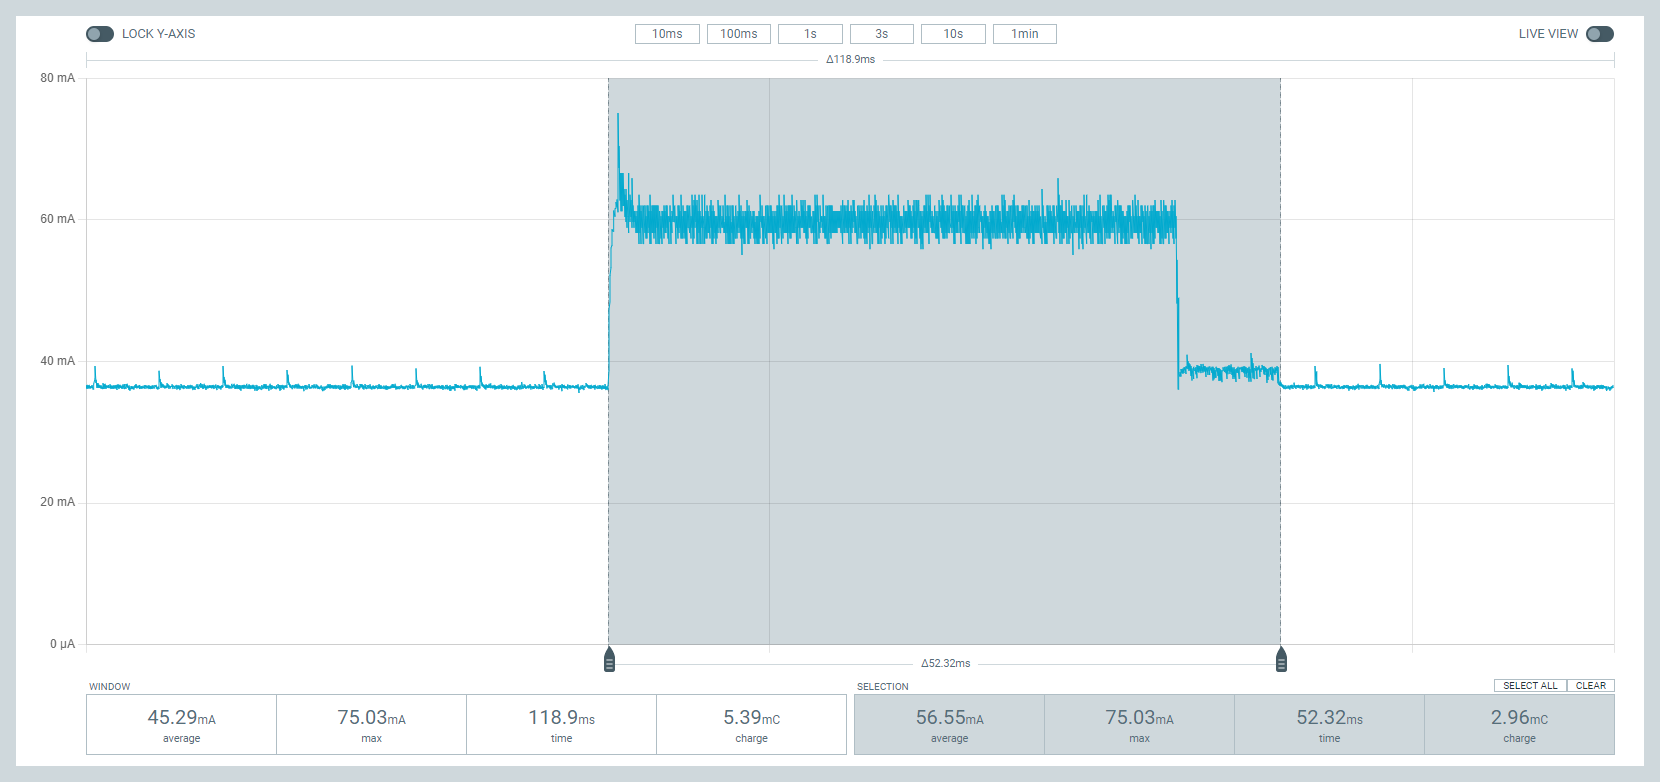 LOCK Y-AXIS 10ms 100ms 1s 3s 10s 1min LIVE VIEW
Δ118.9ms
80 mA
60 mA
40 mA
20 mA
0 µA
Δ52.32ms
WINDOW SELECTION SELECT ALL CLEAR
45.29mA 75.03mA 118.9ms 5.39mC 56.55mA 75.03mA 52.32ms 2.96mC
average max time charge average max time charge